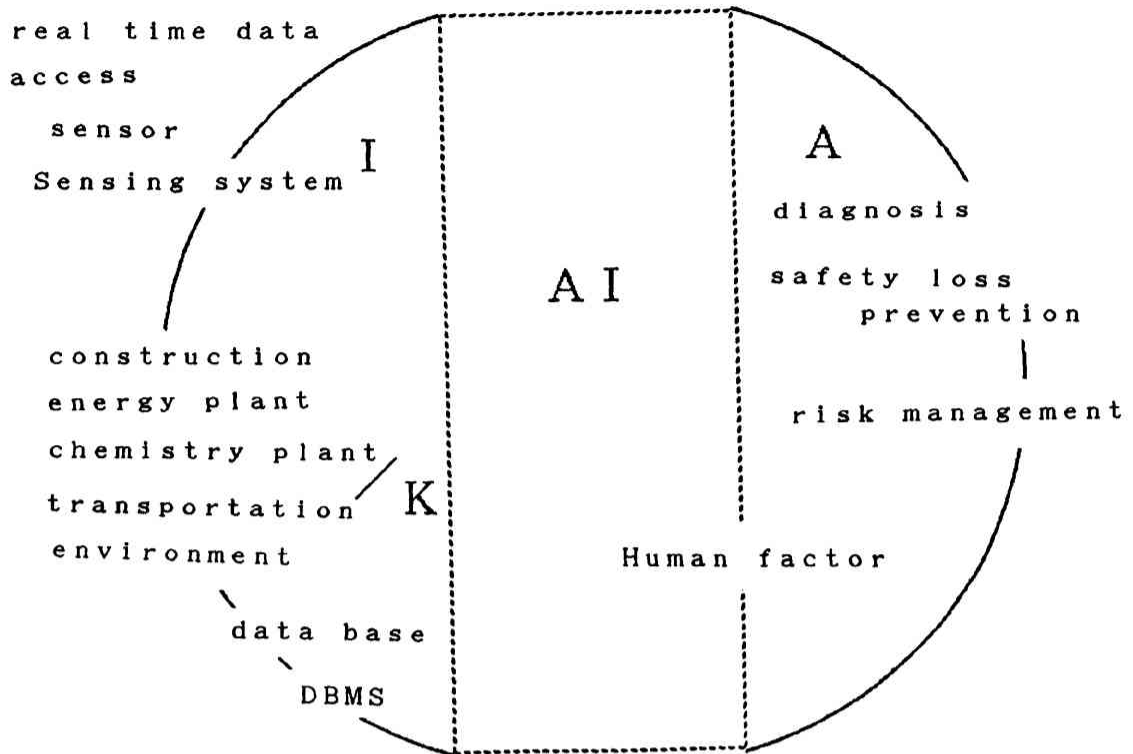 real time data
access
sensor
Sensing system
I
construction
energy plant
chemistry plant
transportation
environment
K
data base
DBMS
AI
A
diagnosis
safety loss
prevention
risk management
Human factor